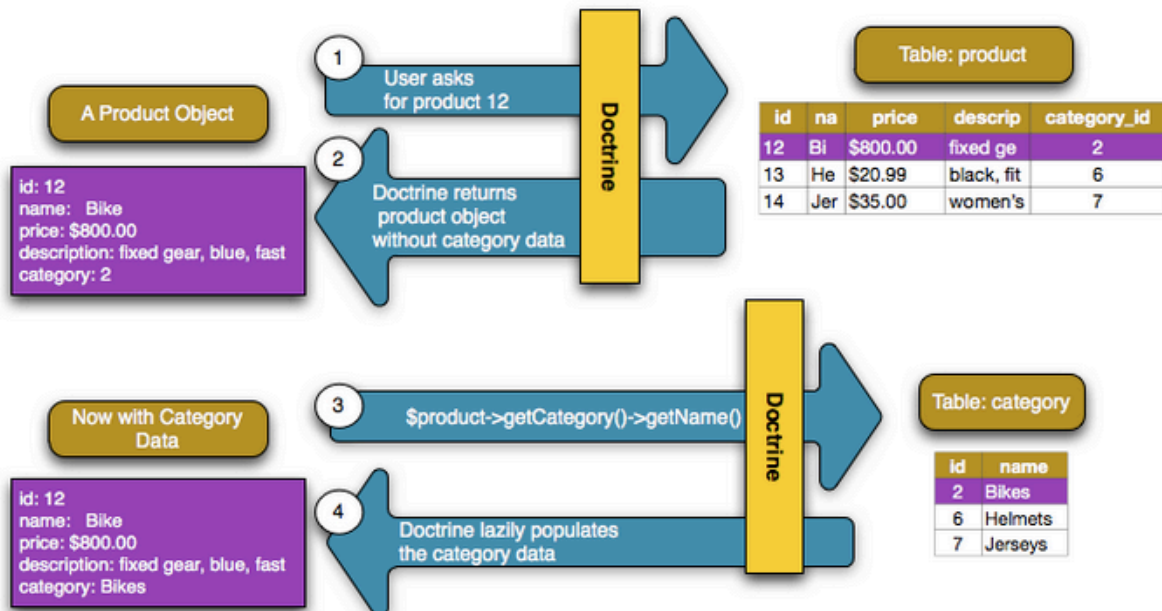 1
User asks
for product 12
Doctrine
Table: product
A Product Object
id na price descrip category_id
12 Bi $800.00 fixed ge 2
13 He $20.99 black, fit 6
14 Jer $35.00 women's 7
2
Doctrine returns
product object
without category data
id: 12
name: Bike
price: $800.00
description: fixed gear, blue, fast
category: 2
3
$product->getCategory()->getName()
Doctrine
Table: category
Now with Category
Data
id name
2 Bikes
6 Helmets
7 Jerseys
4
Doctrine lazily populates
the category data
id: 12
name: Bike
price: $800.00
description: fixed gear, blue, fast
category: Bikes